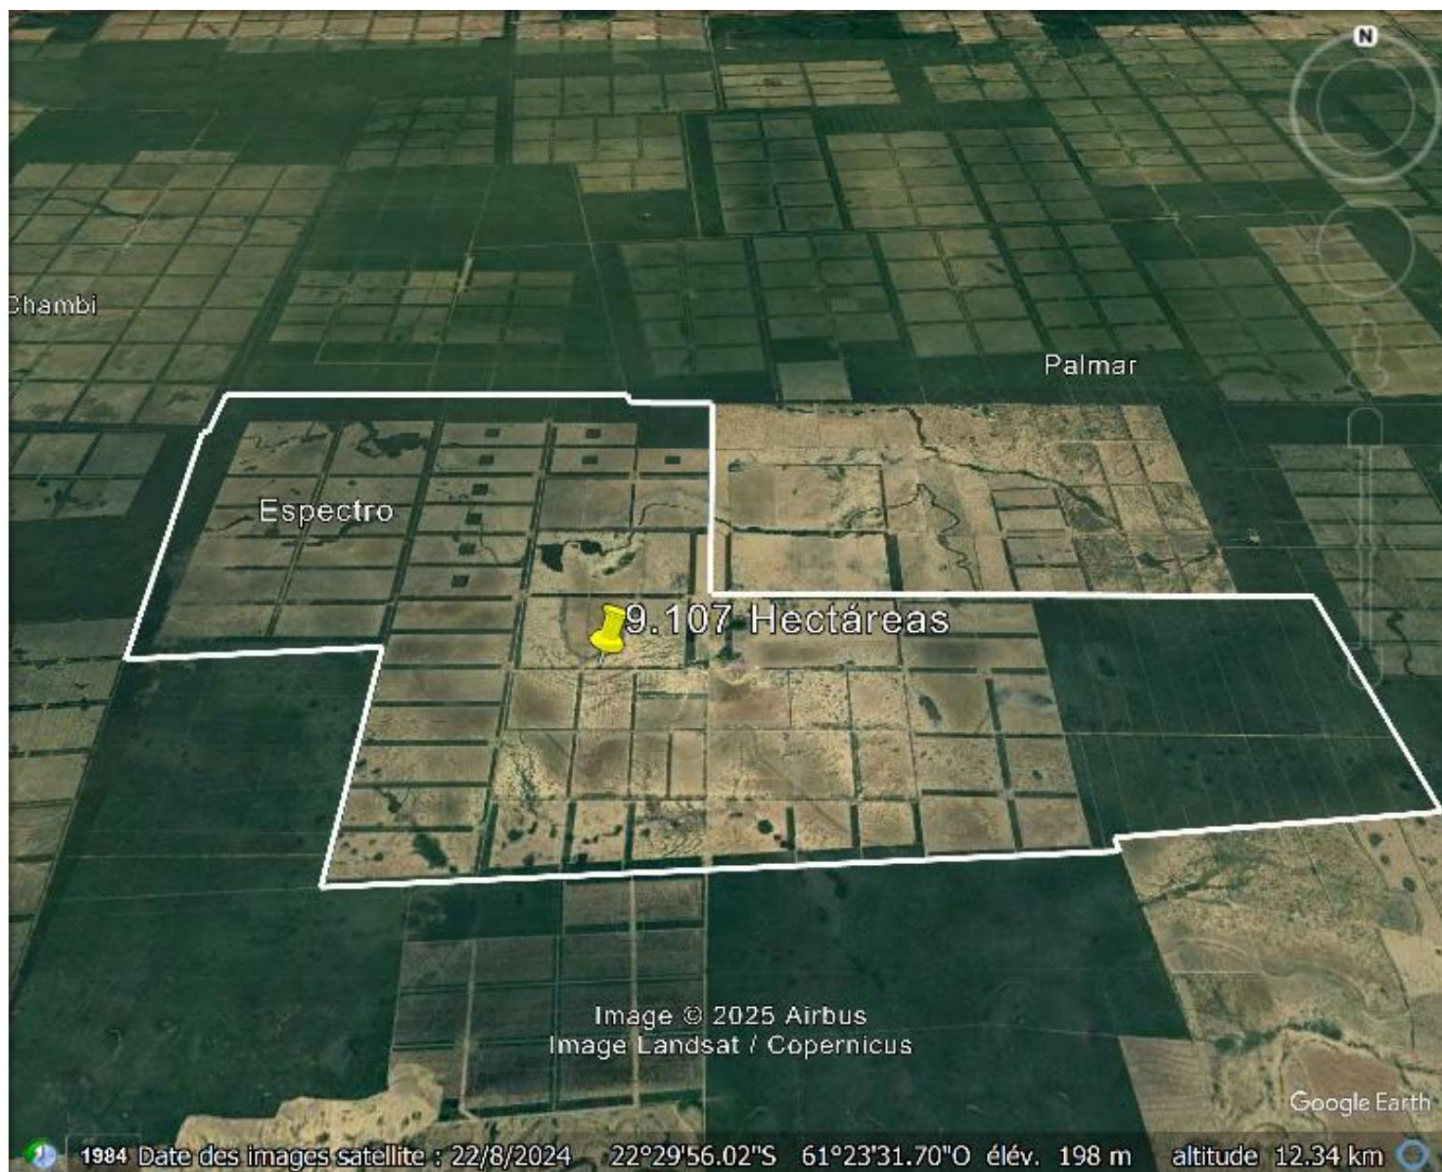 N
Chambi
Palmar
Espectro
9.107 Hectáreas
Image © 2025 Airbus
Image Landsat / Copernicus
Google Earth
1984 Date des images satellite : 22/8/2024 22°29'56.02"S 61°23'31.70"O élév. 198 m altitude 12.34 km